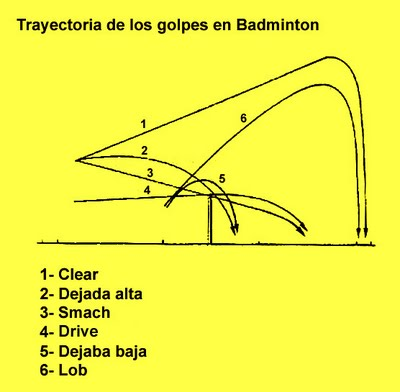 Trayectoria de los golpes en Badminton
1
6
2
3
5
4
1- Clear
2- Dejada alta
3- Smach
4- Drive
5- Dejaba baja
6- Lob